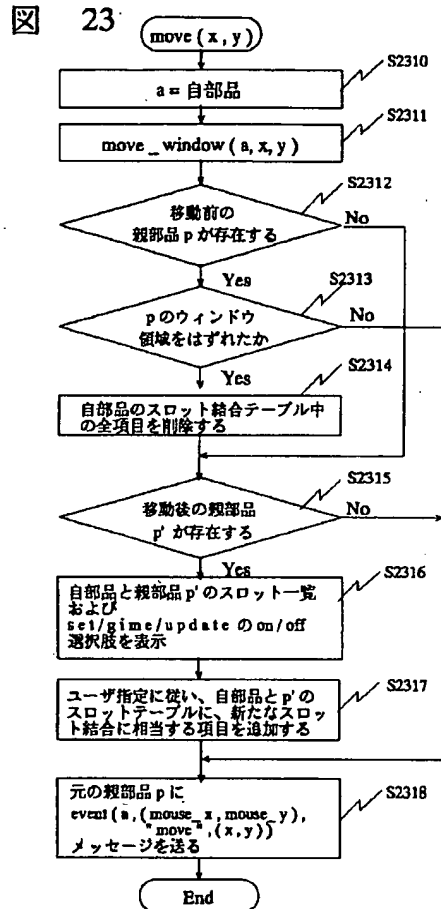 図 23
move ( x , y )
S2310
a = 自部品
S2311
move _ window ( a, x, y )
S2312
移動前の
親部品 p が存在する
No
Yes
S2313
p のウィンドウ
領域をはずれたか
No
Yes
S2314
自部品のスロット結合テーブル中
の全項目を削除する
S2315
移動後の親部品
p' が存在する
No
Yes
S2316
自部品と親部品 p' のスロット一覧
および
set/gime/update の on/off
選択肢を表示
S2317
ユーザ指定に従い、自部品と p' の
スロットテーブルに、新たなスロッ
ト結合に相当する項目を追加する
S2318
元の親部品 p に
event( a , ( mouse_ x , mouse_ y ) ,
"move" , ( x , y ) )
メッセージを送る
End